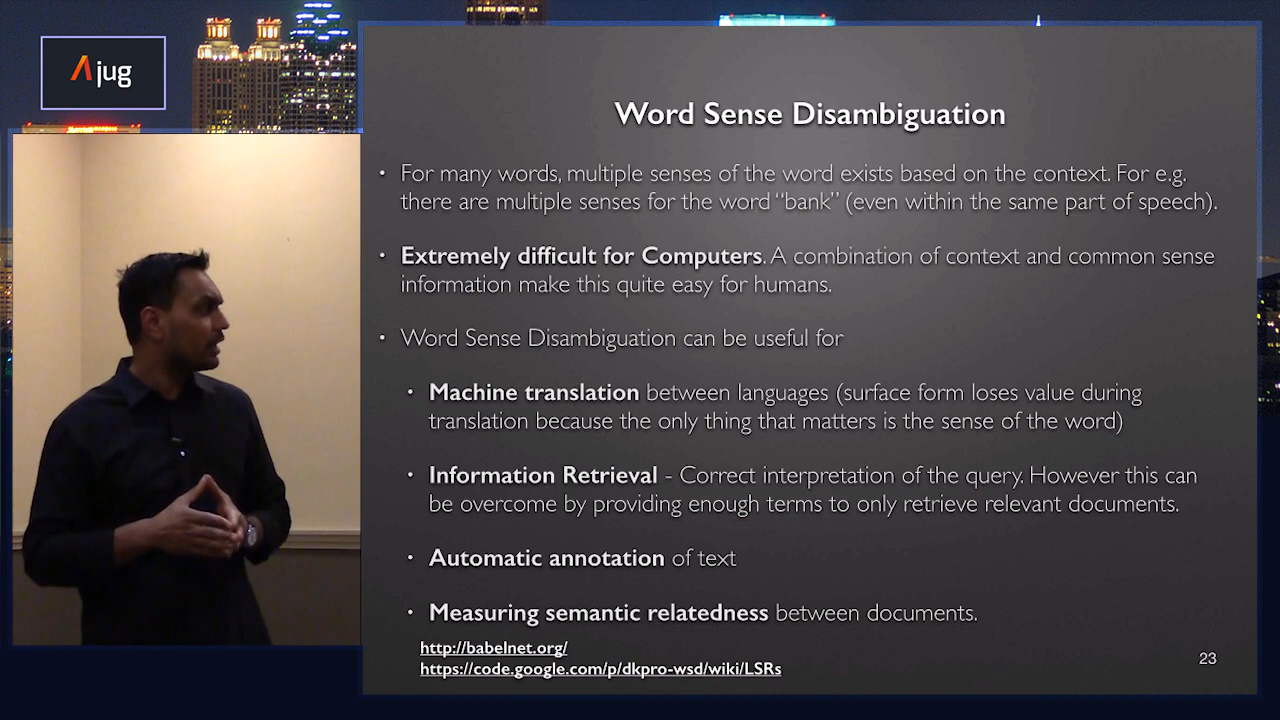 jug
Word Sense Disambiguation
• For many words, multiple senses of the word exists based on the context. For e.g.
there are multiple senses for the word “bank” (even within the same part of speech).
• Extremely difficult for Computers. A combination of context and common sense
information make this quite easy for humans.
• Word Sense Disambiguation can be useful for
• Machine translation between languages (surface form loses value during
translation because the only thing that matters is the sense of the word)
• Information Retrieval - Correct interpretation of the query. However this can
be overcome by providing enough terms to only retrieve relevant documents.
• Automatic annotation of text
• Measuring semantic relatedness between documents.
http://babelnet.org/
https://code.google.com/p/dkpro-wsd/wiki/LSRs
23